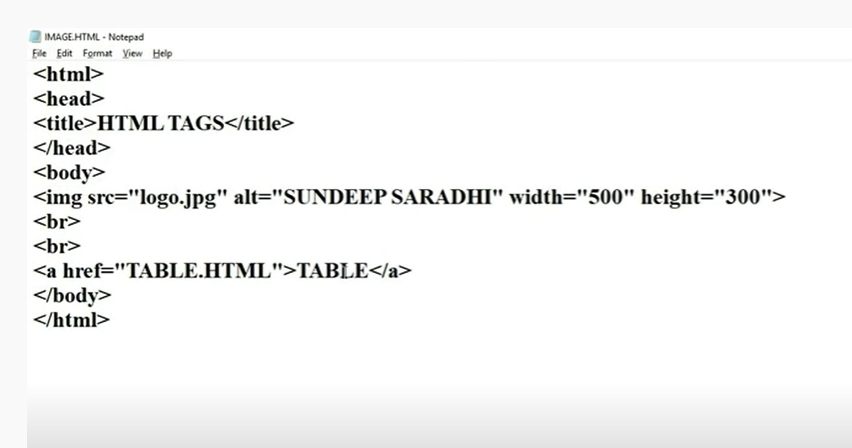 IMAGE.HTML - Notepad
File Edit Format View Help
<html>
<head>
<title>HTML TAGS</title>
</head>
<body>
<img src="logo.jpg" alt="SUNDEEP SARADHI" width="500" height="300">
<br>
<br>
<a href="TABLE.HTML">TABLE</a>
</body>
</html>